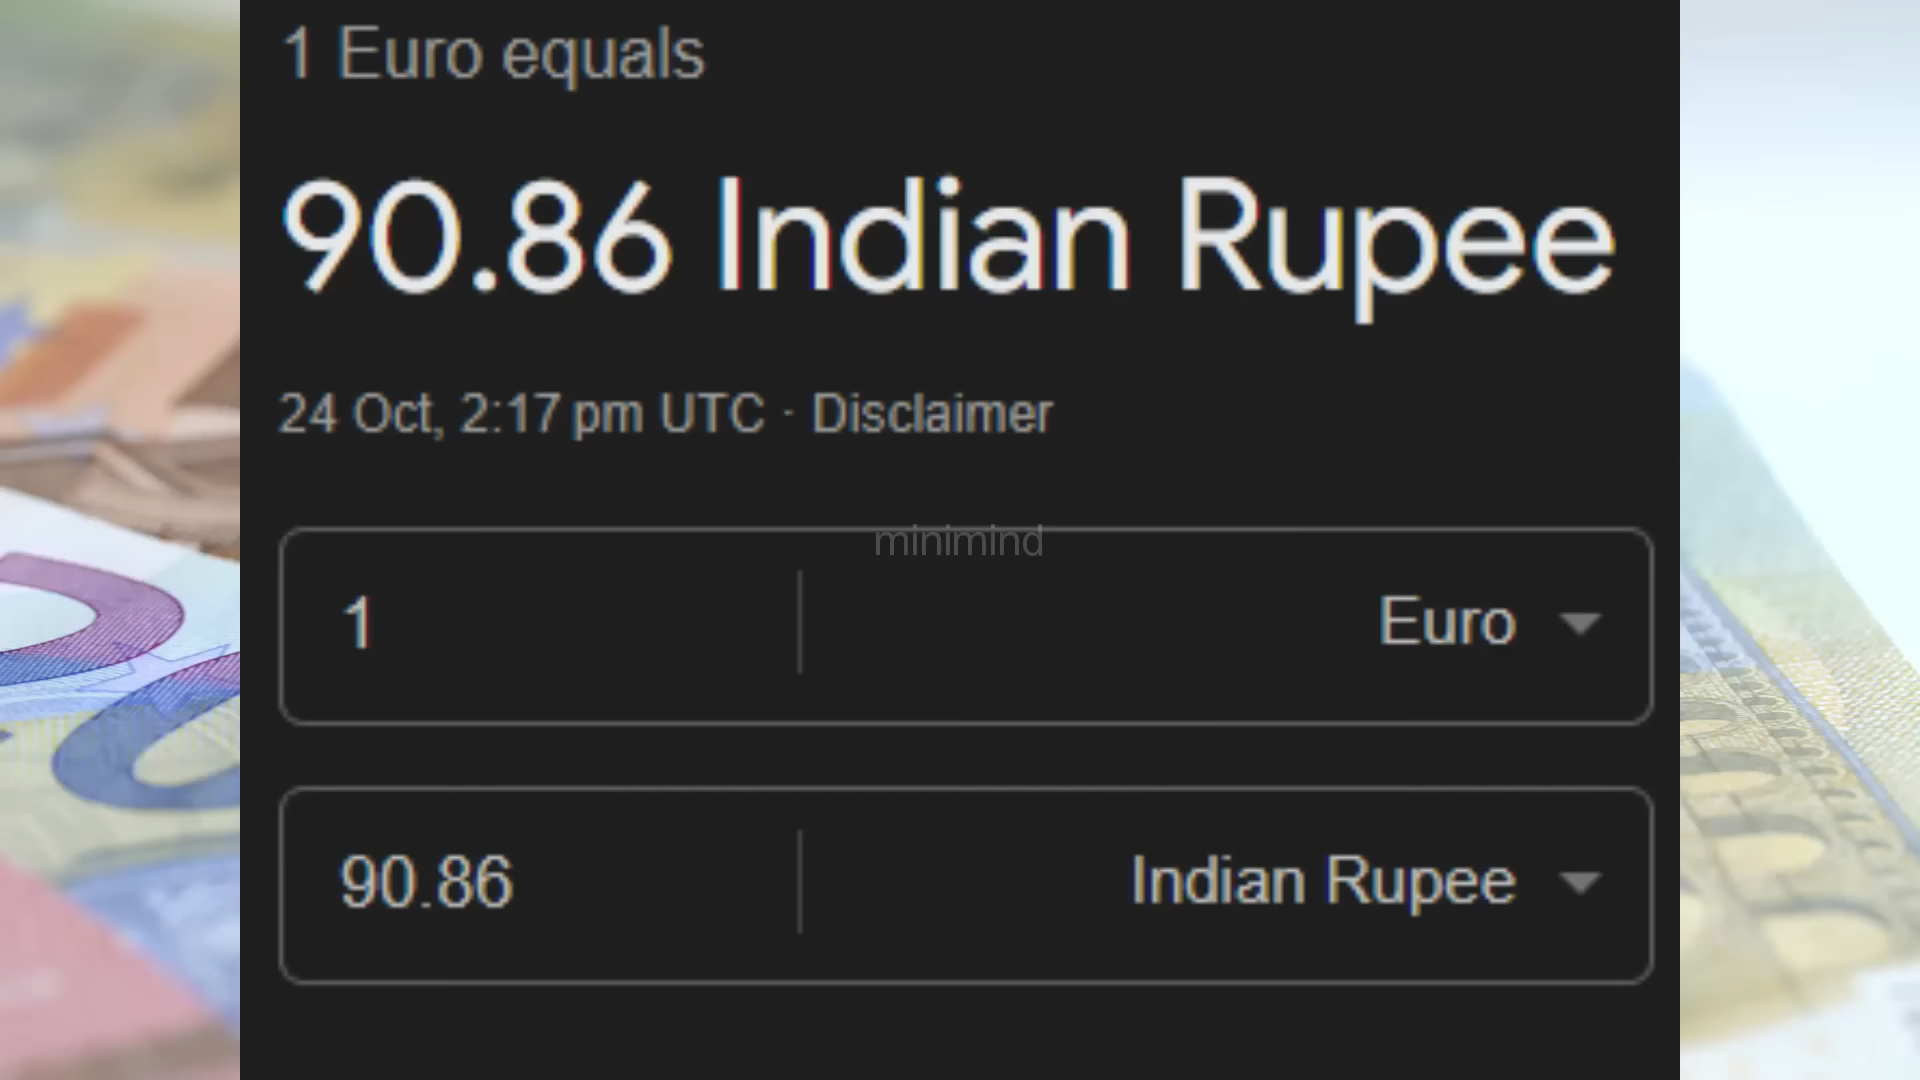 1 Euro equals
90.86 Indian Rupee
24 Oct, 2:17 pm UTC · Disclaimer
minimind
1 Euro
90.86 Indian Rupee